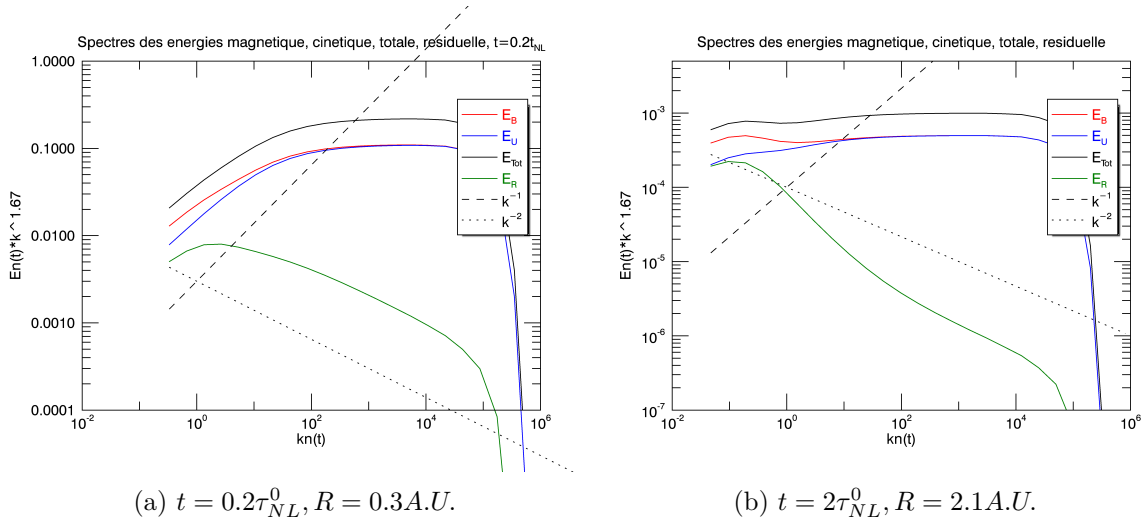 Spectres des energies magnetique, cinetique, totale, residuelle, t=0.2t_NL
1.0000
0.1000
0.0100
0.0010
0.0001
En(t)*k^1.67
10^-2
10^0
10^2
10^4
10^6
kn(t)
E_B
E_U
E_Tot
E_R
k^-1
k^-2
(a) t = 0.2τ^0_NL, R = 0.3A.U.
Spectres des energies magnetique, cinetique, totale, residuelle
10^-3
10^-4
10^-5
10^-6
10^-7
En(t)*k^1.67
10^-2
10^0
10^2
10^4
10^6
kn(t)
E_B
E_U
E_Tot
E_R
k^-1
k^-2
(b) t = 2τ^0_NL, R = 2.1A.U.